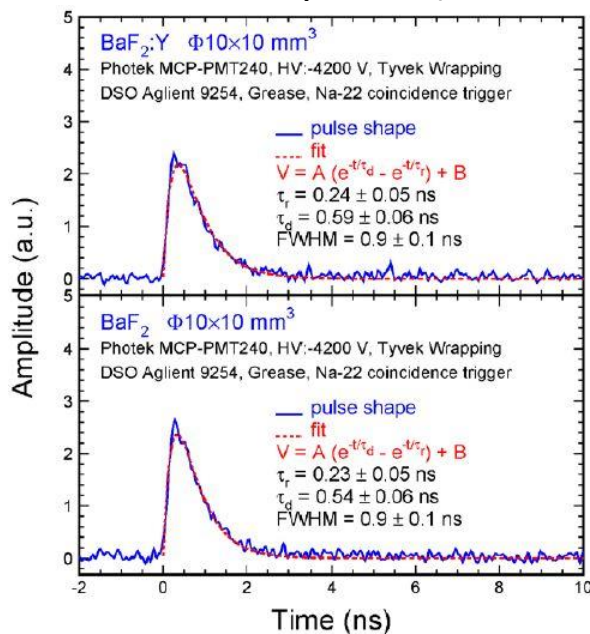 BaF2:Y Φ10×10 mm3
Photek MCP-PMT240, HV:-4200 V, Tyvek Wrapping
DSO Aglient 9254, Grease, Na-22 coincidence trigger
pulse shape
fit
V = A (e-t/τd - e-t/τr) + B
τr = 0.24 ± 0.05 ns
τd = 0.59 ± 0.06 ns
FWHM = 0.9 ± 0.1 ns
5
4
3
2
1
0
BaF2 Φ10×10 mm3
Photek MCP-PMT240, HV:-4200 V, Tyvek Wrapping
DSO Aglient 9254, Grease, Na-22 coincidence trigger
pulse shape
fit
V = A (e-t/τd - e-t/τr) + B
τr = 0.23 ± 0.05 ns
τd = 0.54 ± 0.06 ns
FWHM = 0.9 ± 0.1 ns
5
4
3
2
1
0
Amplitude (a.u.)
-2 0 2 4 6 8 10
Time (ns)